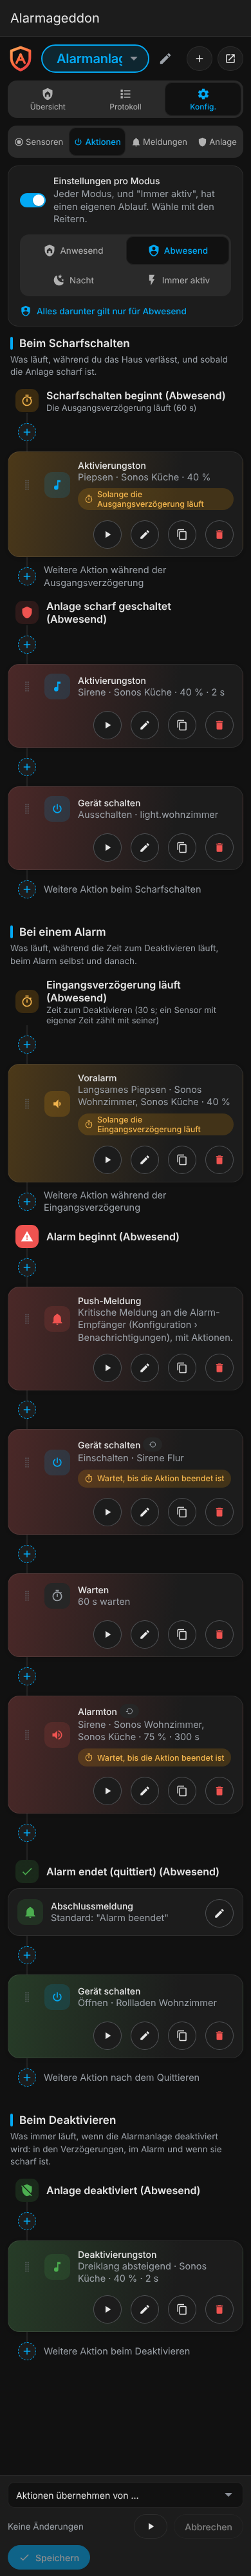 Alarmageddon
Alarmanlag
Übersicht
Protokoll
Konfig.
Sensoren
Aktionen
Meldungen
Anlage
Einstellungen pro Modus
Jeder Modus, und "Immer aktiv", hat
einen eigenen Ablauf. Wähle mit den
Reitern.
Anwesend
Abwesend
Nacht
Immer aktiv
Alles darunter gilt nur für Abwesend
Beim Scharfschalten
Was läuft, während du das Haus verlässt, und sobald
die Anlage scharf ist.
Scharfschalten beginnt (Abwesend)
Die Ausgangsverzögerung läuft (60 s)
Aktivierungston
Piepsen · Sonos Küche · 40 %
Solange die
Ausgangsverzögerung läuft
Weitere Aktion während der
Ausgangsverzögerung
Anlage scharf geschaltet
(Abwesend)
Aktivierungston
Sirene · Sonos Küche · 40 % · 2 s
Gerät schalten
Ausschalten · light.wohnzimmer
Weitere Aktion beim Scharfschalten
Bei einem Alarm
Was läuft, während die Zeit zum Deaktivieren läuft,
beim Alarm selbst und danach.
Eingangsverzögerung läuft
(Abwesend)
Zeit zum Deaktivieren (30 s; ein Sensor mit
eigener Zeit zählt mit seiner)
Voralarm
Langsames Piepsen · Sonos
Wohnzimmer, Sonos Küche · 40 %
Solange die
Eingangsverzögerung läuft
Weitere Aktion während der
Eingangsverzögerung
Alarm beginnt (Abwesend)
Push-Meldung
Kritische Meldung an die Alarm-
Empfänger (Konfiguration ›
Benachrichtigungen), mit Aktionen.
Gerät schalten
Einschalten · Sirene Flur
Wartet, bis die Aktion beendet ist
Warten
60 s warten
Alarmton
Sirene · Sonos Wohnzimmer,
Sonos Küche · 75 % · 300 s
Wartet, bis die Aktion beendet ist
Alarm endet (quittiert) (Abwesend)
Abschlussmeldung
Standard: "Alarm beendet"
Gerät schalten
Öffnen · Rollladen Wohnzimmer
Weitere Aktion nach dem Quittieren
Beim Deaktivieren
Was immer läuft, wenn die Alarmanlage deaktiviert
wird: in den Verzögerungen, im Alarm und wenn sie
scharf ist.
Anlage deaktiviert (Abwesend)
Deaktivierungston
Dreiklang absteigend · Sonos
Küche · 40 % · 2 s
Weitere Aktion beim Deaktivieren
Aktionen übernehmen von ...
Keine Änderungen
Abbrechen
Speichern